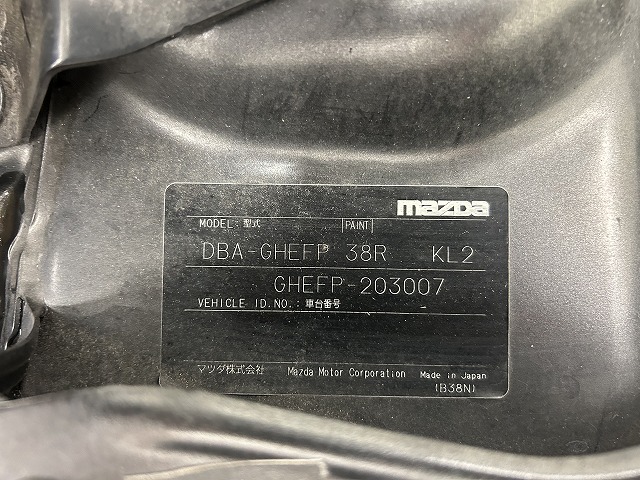 mazda
MODEL:型式 PAINT
DBA-GHEFP 38R KL2
GHEFP-203007
VEHICLE ID.NO.:車台番号
マツダ株式会社 Mazda Motor Corporation Made in Japan
(B38N)